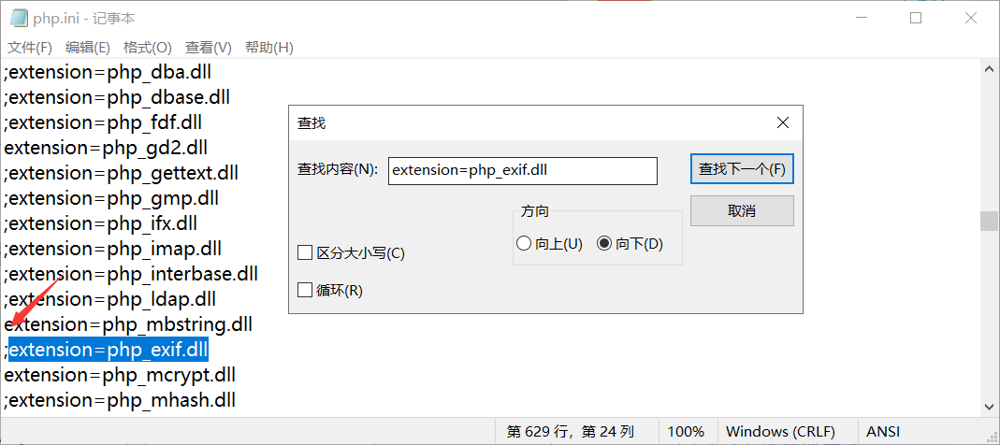 php.ini - 记事本
文件(F) 编辑(E) 格式(O) 查看(V) 帮助(H)
;extension=php_dba.dll
;extension=php_dbase.dll
;extension=php_fdf.dll
extension=php_gd2.dll
;extension=php_gettext.dll
;extension=php_gmp.dll
;extension=php_ifx.dll
;extension=php_imap.dll
;extension=php_interbase.dll
;extension=php_ldap.dll
extension=php_mbstring.dll
;extension=php_exif.dll
extension=php_mcrypt.dll
;extension=php_mhash.dll
查找
查找内容(N): extension=php_exif.dll 查找下一个(F)
取消
方向
向上(U) 向下(D)
区分大小写(C)
循环(R)
第 629 行，第 24 列 100% Windows (CRLF) ANSI